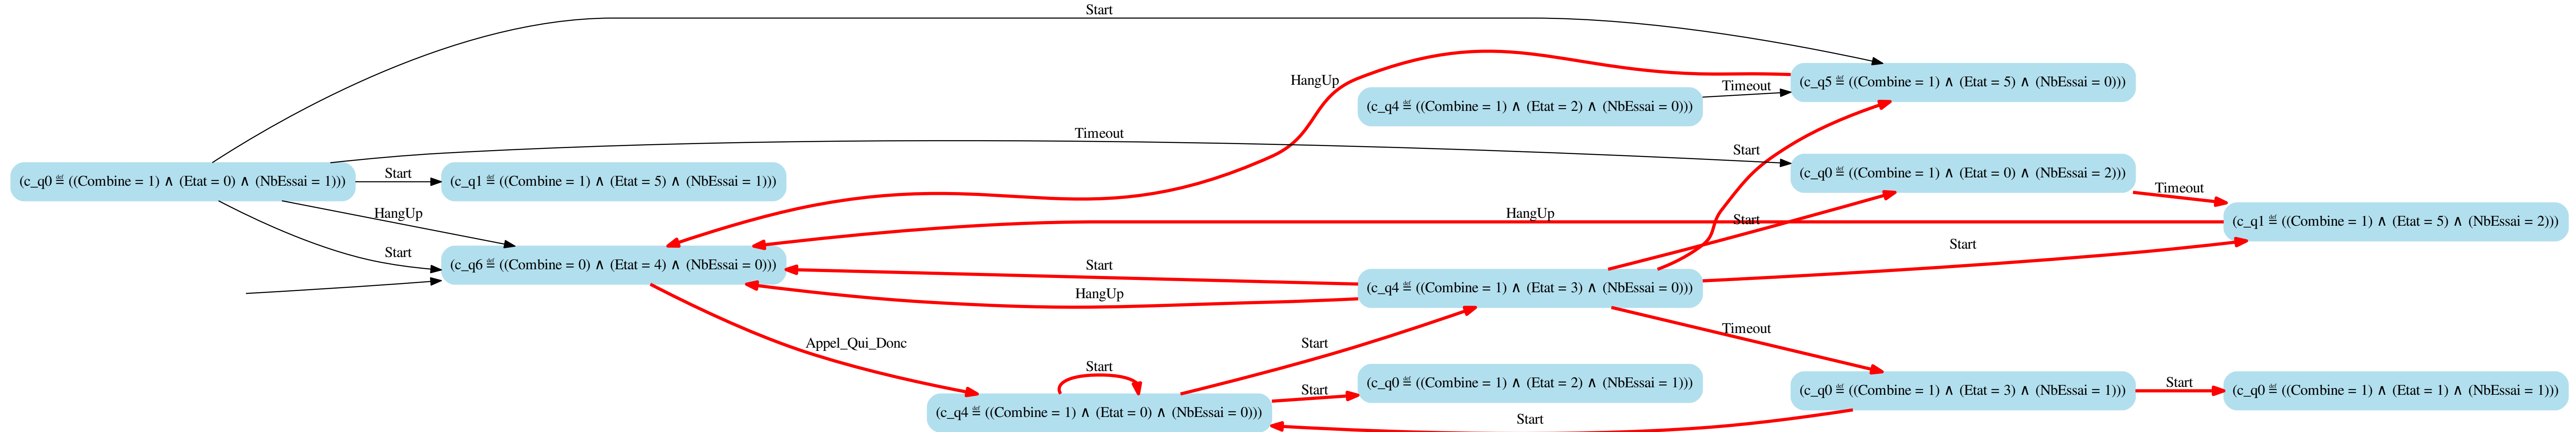 Start
HangUp
(c_q5 ≝ ((Combine = 1) ∧ (Etat = 5) ∧ (NbEssai = 0)))
Timeout
(c_q4 ≝ ((Combine = 1) ∧ (Etat = 2) ∧ (NbEssai = 0)))
Timeout
Start
(c_q0 ≝ ((Combine = 1) ∧ (Etat = 0) ∧ (NbEssai = 1)))
Start
(c_q1 ≝ ((Combine = 1) ∧ (Etat = 5) ∧ (NbEssai = 1)))
(c_q0 ≝ ((Combine = 1) ∧ (Etat = 0) ∧ (NbEssai = 2)))
Timeout
HangUp
HangUp
Start
(c_q1 ≝ ((Combine = 1) ∧ (Etat = 5) ∧ (NbEssai = 2)))
Start
Start
Start
(c_q6 ≝ ((Combine = 0) ∧ (Etat = 4) ∧ (NbEssai = 0)))
HangUp
(c_q4 ≝ ((Combine = 1) ∧ (Etat = 3) ∧ (NbEssai = 0)))
Timeout
Appel_Qui_Donc
Start
Start
Start
(c_q0 ≝ ((Combine = 1) ∧ (Etat = 2) ∧ (NbEssai = 1)))
(c_q0 ≝ ((Combine = 1) ∧ (Etat = 3) ∧ (NbEssai = 1)))
Start
(c_q0 ≝ ((Combine = 1) ∧ (Etat = 1) ∧ (NbEssai = 1)))
(c_q4 ≝ ((Combine = 1) ∧ (Etat = 0) ∧ (NbEssai = 0)))
Start